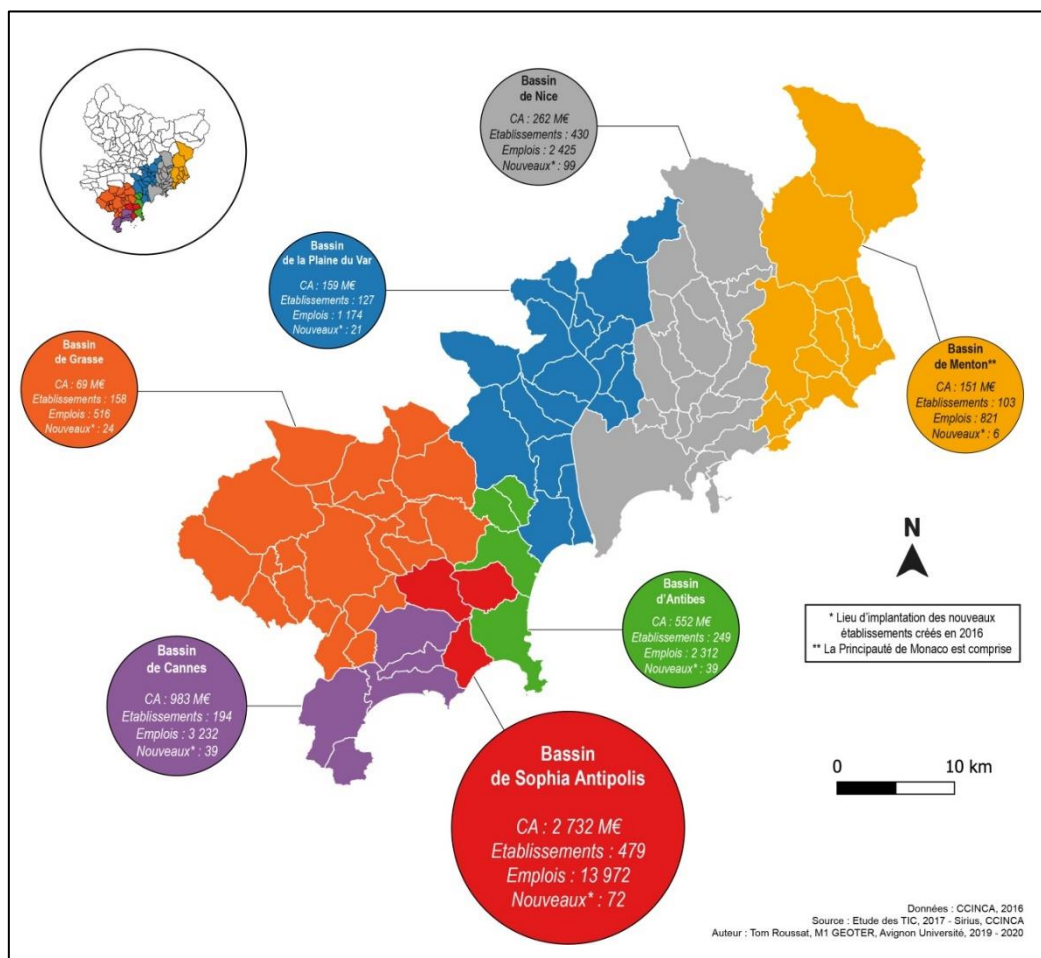 Bassin
de Nice
CA : 262 M€
Etablissements : 430
Emplois : 2 425
Nouveaux* : 99
Bassin
de la Plaine du Var
CA : 159 M€
Etablissements : 127
Emplois : 1 174
Nouveaux* : 21
Bassin
de Grasse
CA : 69 M€
Etablissements : 158
Emplois : 516
Nouveaux* : 24
Bassin
de Menton**
CA : 151 M€
Etablissements : 103
Emplois : 821
Nouveaux* : 6
N
Bassin
d'Antibes
CA : 552 M€
Etablissements : 249
Emplois : 2 312
Nouveaux* : 39
* Lieu d'implantation des nouveaux
établissements créés en 2016
** La Principauté de Monaco est comprise
Bassin
de Cannes
CA : 983 M€
Etablissements : 194
Emplois : 3 232
Nouveaux* : 39
Bassin
de Sophia Antipolis
CA : 2 732 M€
Etablissements : 479
Emplois : 13 972
Nouveaux* : 72
0 10 km
Données : CCINCA, 2016
Source : Etude des TIC, 2017 - Sirius, CCINCA
Auteur : Tom Roussat, M1 GEOTER, Avignon Université, 2019 - 2020